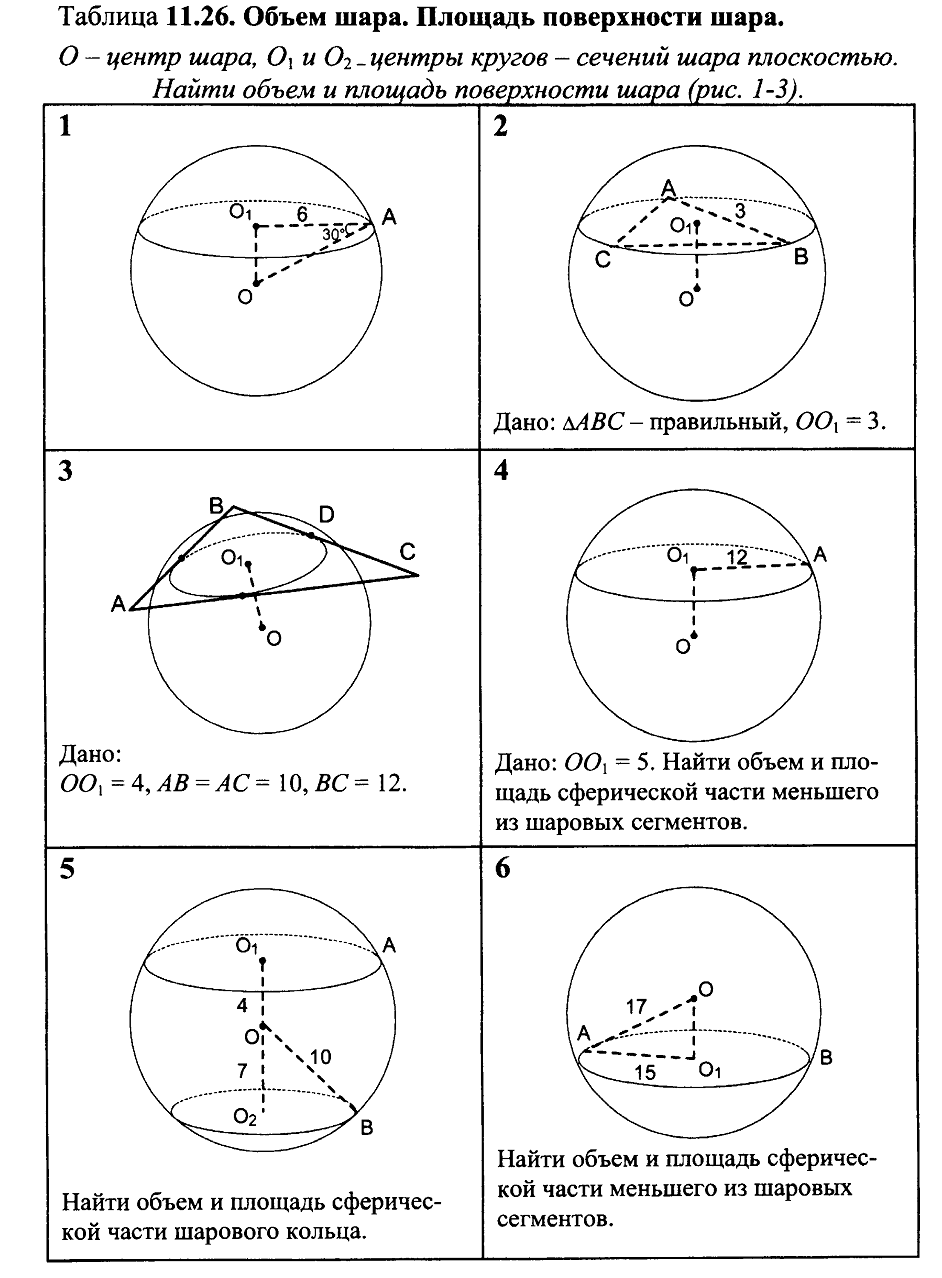 Таблица 11.26. Объем шара. Площадь поверхности шара.
O – центр шара, O₁ и O₂ – центры кругов – сечений шара плоскостью.
Найти объем и площадь поверхности шара (рис. 1-3).
1
O₁
6
A
30°
O
2
A
O₁
3
C
B
O
Дано: ΔABC – правильный, OO₁ = 3.
3
B
D
O₁
C
A
O
Дано:
OO₁ = 4, AB = AC = 10, BC = 12.
4
O₁
12
A
O
Дано: OO₁ = 5. Найти объем и пло-
щадь сферической части меньшего
из шаровых сегментов.
5
O₁
A
4
O
7
10
O₂
B
Найти объем и площадь сферичес-
кой части шарового кольца.
6
O
17
A
B
15
O₁
Найти объем и площадь сферичес-
кой части меньшего из шаровых
сегментов.